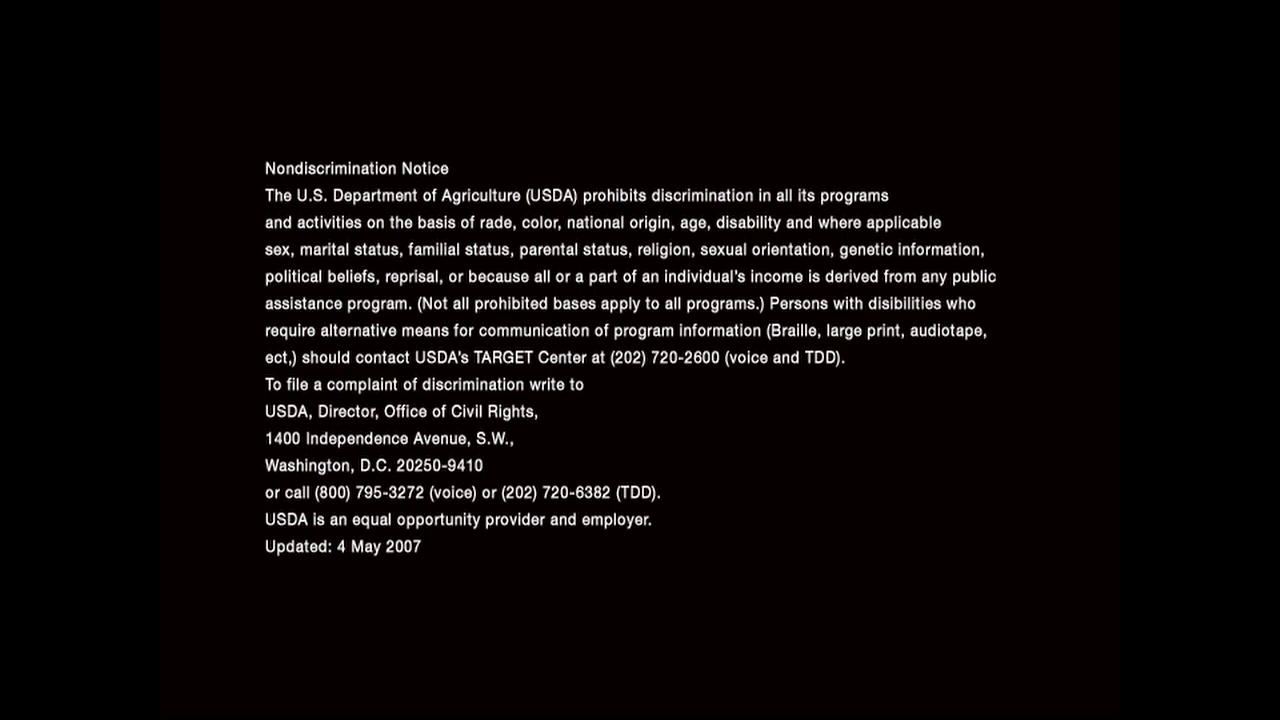 Nondiscrimination Notice
The U.S. Department of Agriculture (USDA) prohibits discrimination in all its programs
and activities on the basis of rade, color, national origin, age, disability and where applicable
sex, marital status, familial status, parental status, religion, sexual orientation, genetic information,
political beliefs, reprisal, or because all or a part of an individual's income is derived from any public
assistance program. (Not all prohibited bases apply to all programs.) Persons with disibilities who
require alternative means for communication of program information (Braille, large print, audiotape,
ect,) should contact USDA's TARGET Center at (202) 720-2600 (voice and TDD).
To file a complaint of discrimination write to
USDA, Director, Office of Civil Rights,
1400 Independence Avenue, S.W.,
Washington, D.C. 20250-9410
or call (800) 795-3272 (voice) or (202) 720-6382 (TDD).
USDA is an equal opportunity provider and employer.
Updated: 4 May 2007